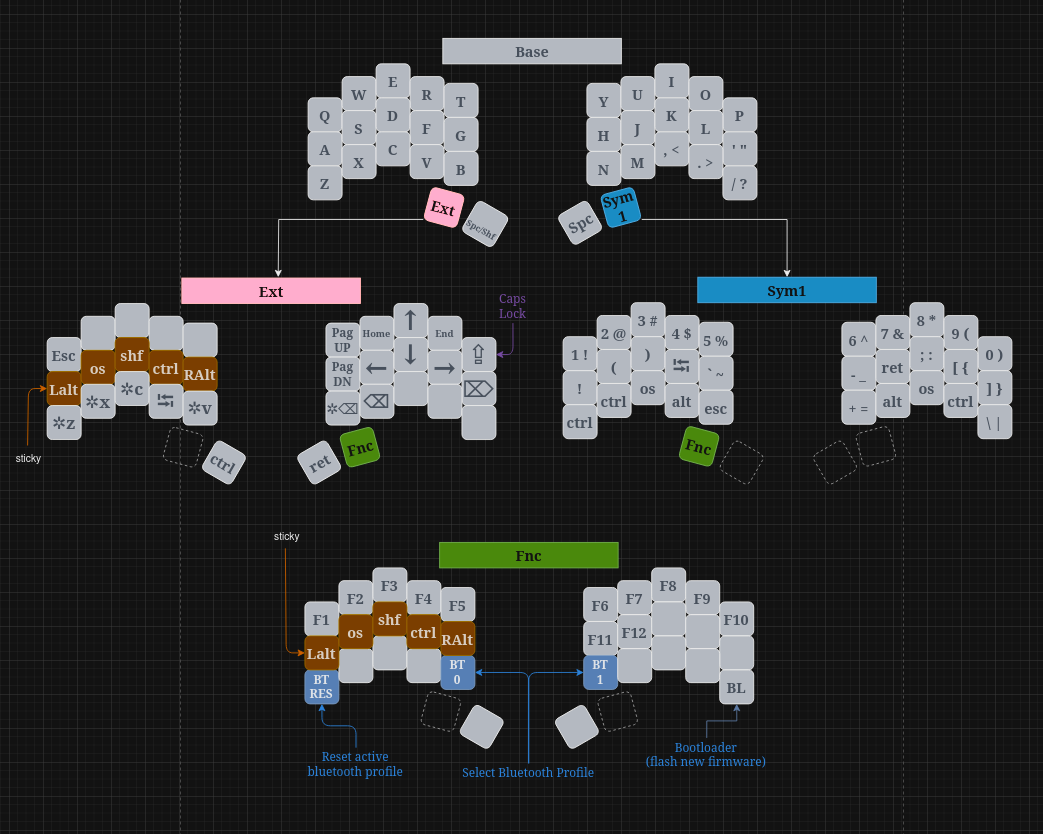 Base
Q W E R T
Y U I O P
A S D F G
H J K L ' "
Z X C V B
N M , < . > / ?
Ext
Spc/Shf
Spc
Sym
1
Ext
Esc
Lalt os shf ctrl RAlt
✲z ✲x ✲c ⭾ ✲v
ctrl
sticky
Pag
UP
Home ↑ End ⇪
Pag
DN
← ↓ → ⌦
✲⌫ ⌫
ret
Fnc
Caps
Lock
Sym1
1 ! 2 @ 3 # 4 $ 5 %
! ( ) ⭾ ` ~
ctrl ctrl os alt esc
Fnc
6 ^ 7 & 8 * 9 ( 0 )
- _ ret ; : [ { ] }
+ = alt os ctrl \ |
Fnc
sticky
F1 F2 F3 F4 F5
Lalt os shf ctrl RAlt
BT
RES
BT
0
F6 F7 F8 F9 F10
F11 F12
BT
1
BL
Reset active
bluetooth profile
Select Bluetooth Profile
Bootloader
(flash new firmware)